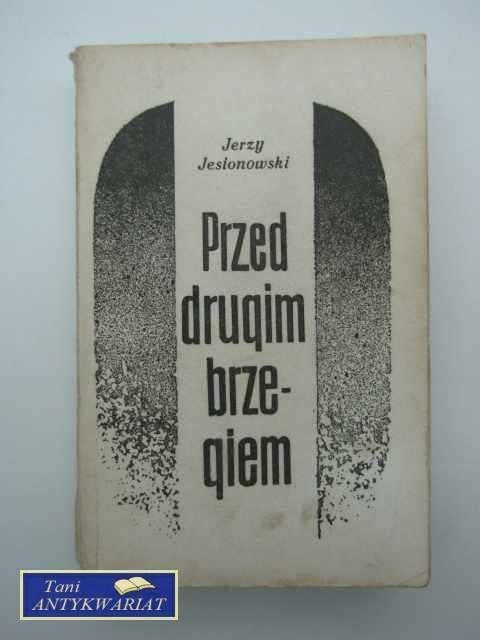 Jerzy
Jesionowski
Przed
drugim
brze-
giem
Tani
ANTYKWARIAT